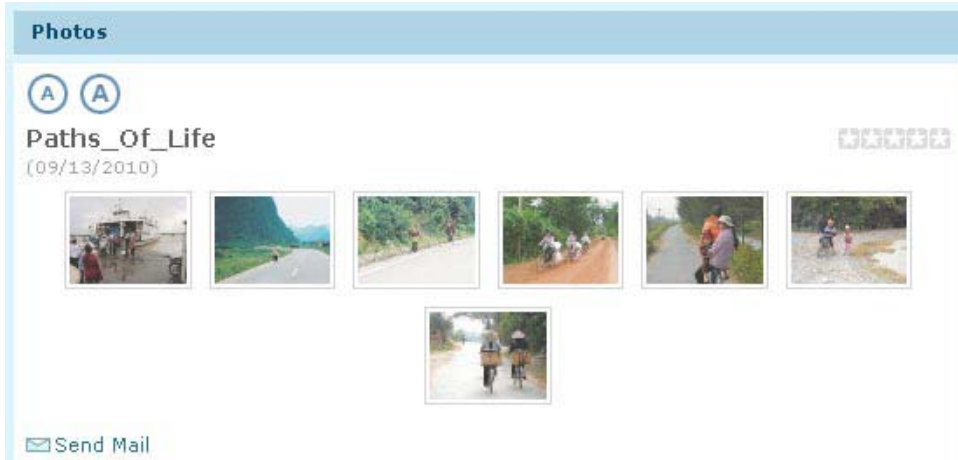 Photos
A A
Paths_Of_Life
(09/13/2010)
Send Mail